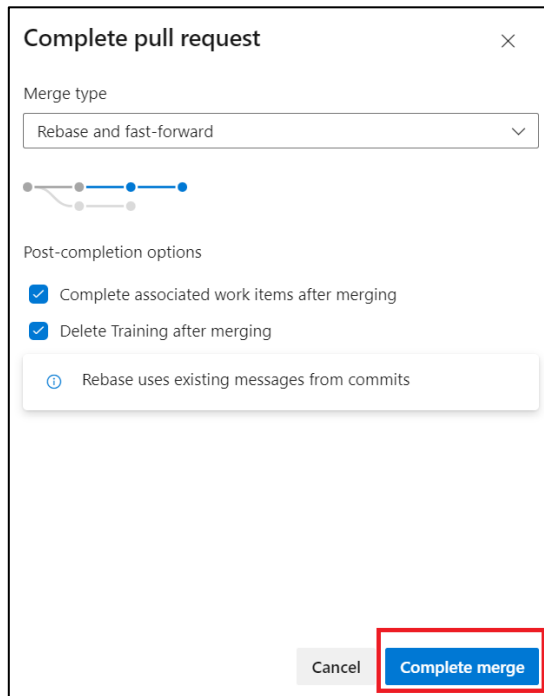 Complete pull request
Merge type
Rebase and fast-forward
Post-completion options
Complete associated work items after merging
Delete Training after merging
Rebase uses existing messages from commits
Cancel
Complete merge